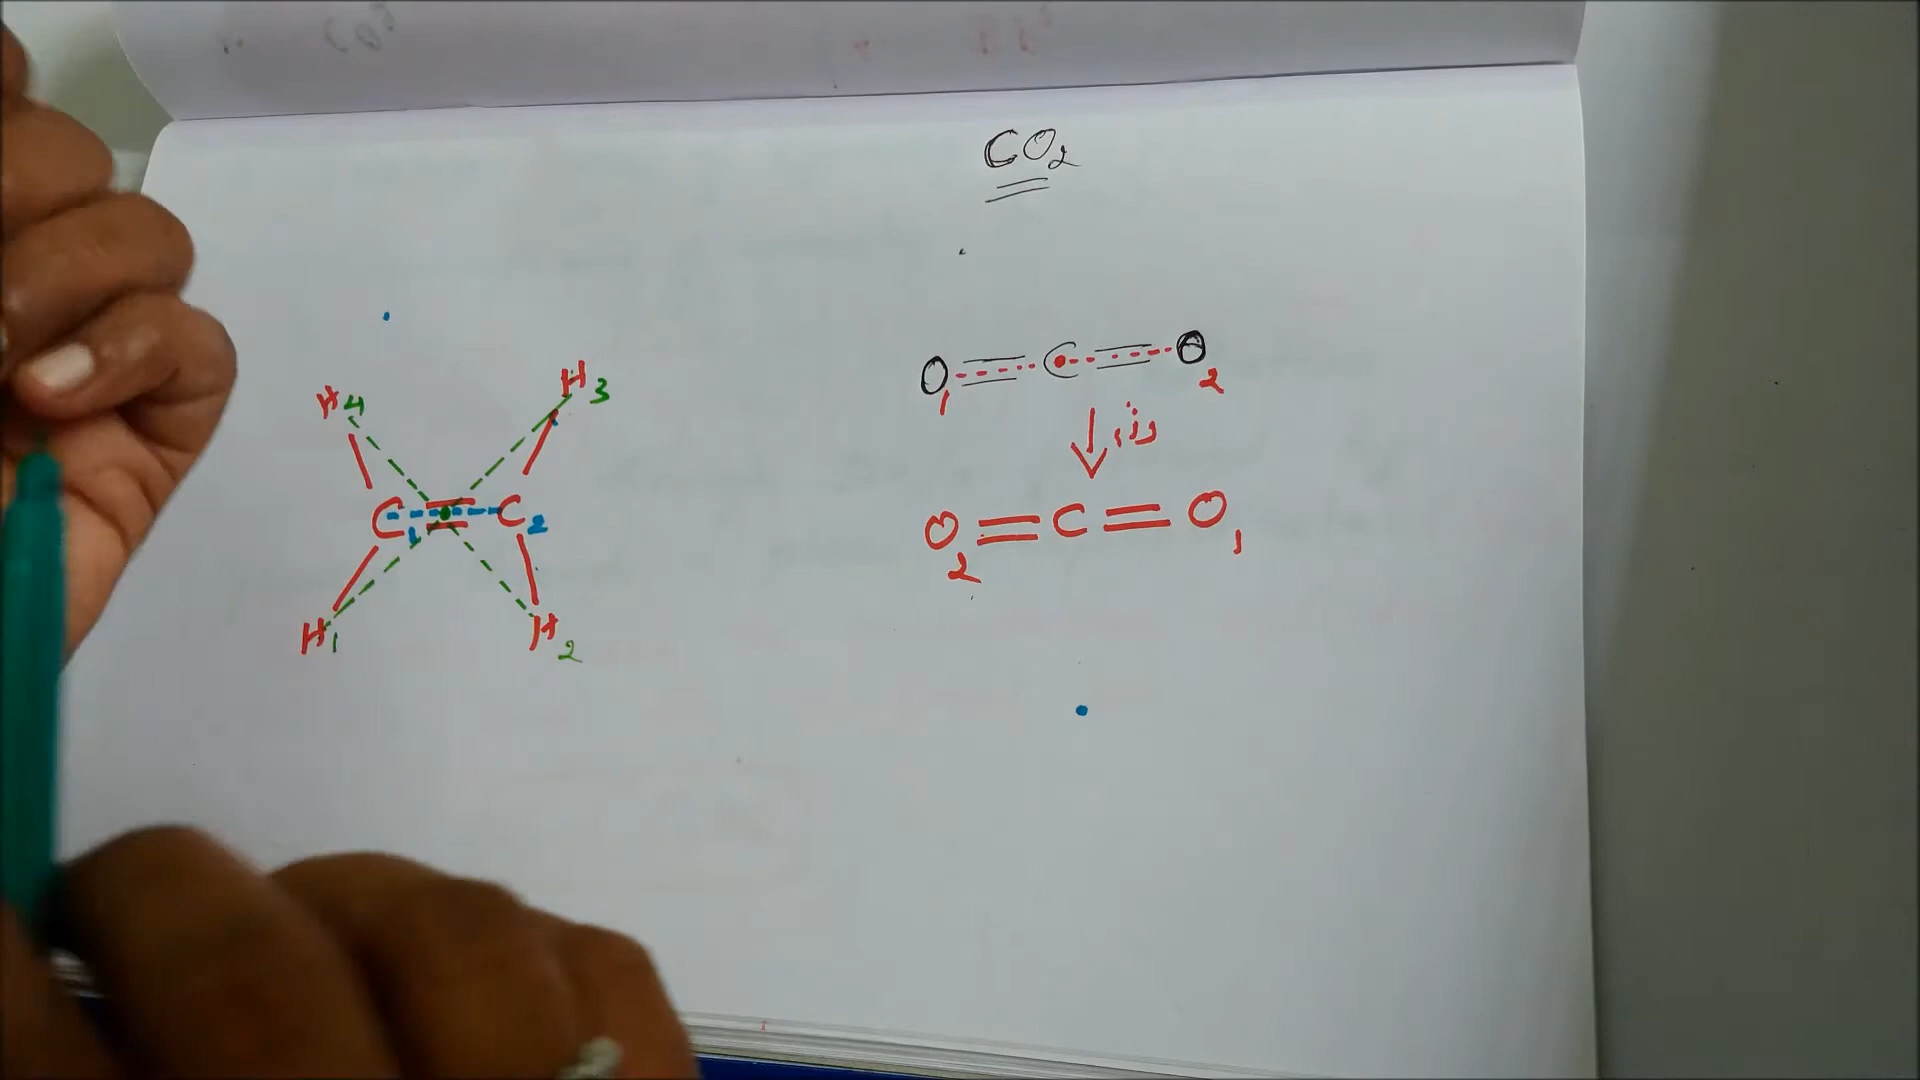 CO₂
H4 H3
C1 = C2
H1 H2
O1 = C = O2
↓ i
O2 = C = O1